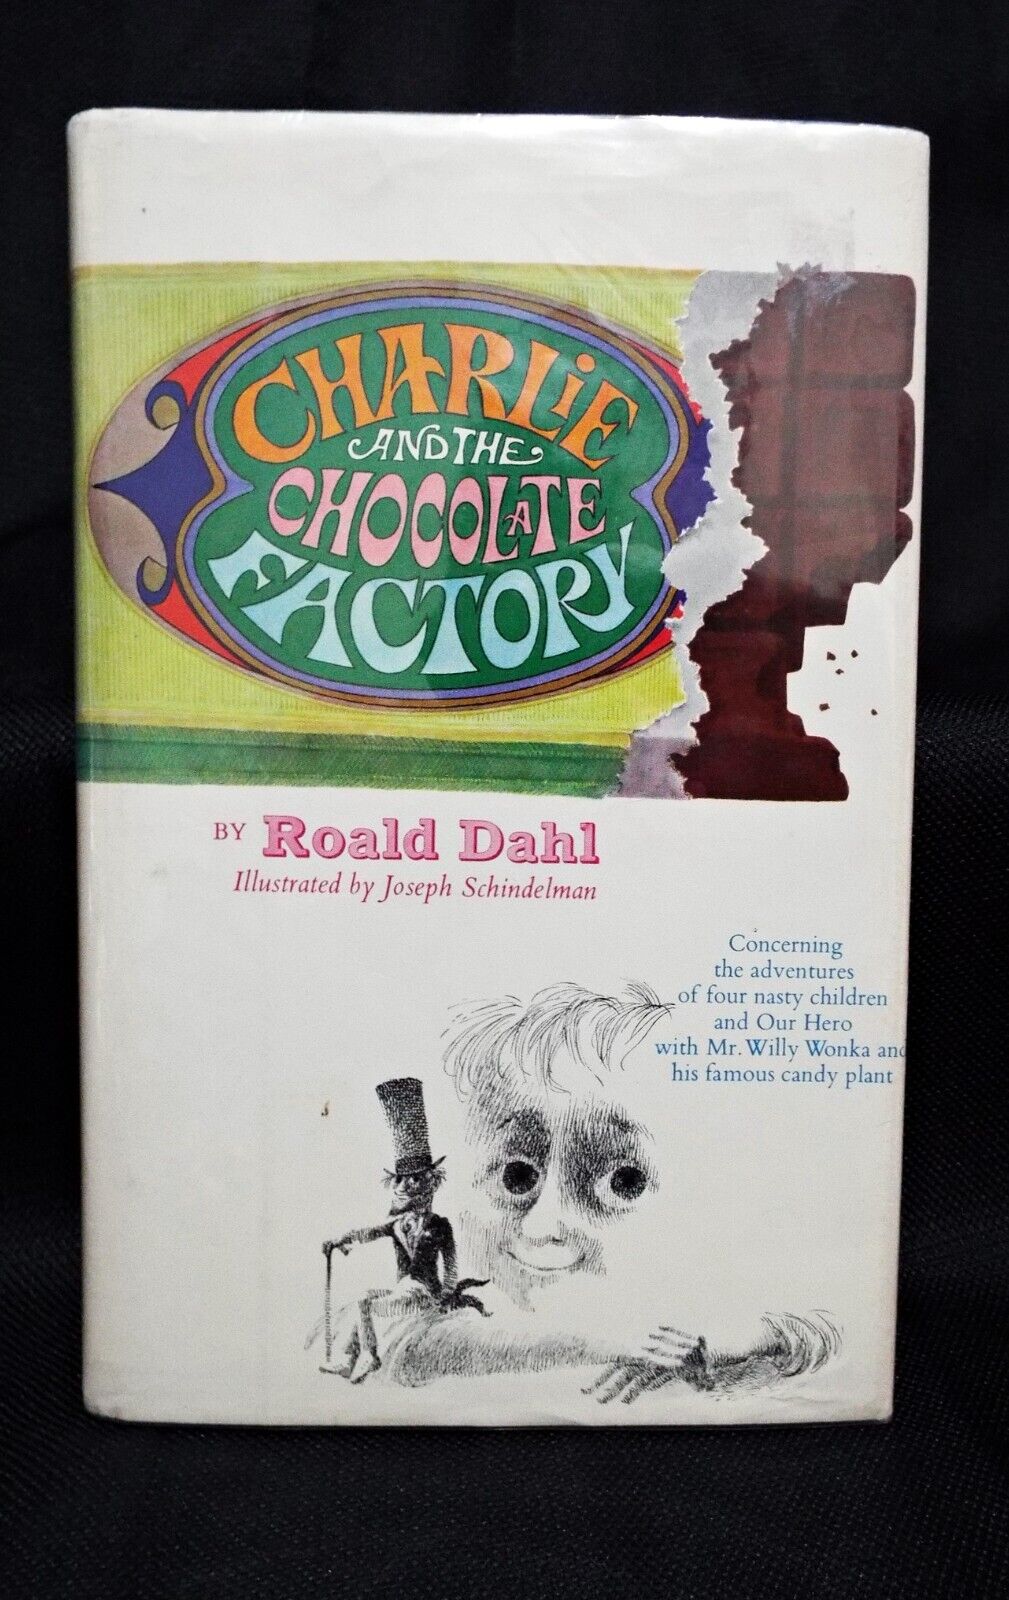 CHARLiE
AND THE
CHOCOLATE
FACTORY
BY Roald Dahl
Illustrated by Joseph Schindelman
Concerning
the adventures
of four nasty children
and Our Hero
with Mr. Willy Wonka and
his famous candy plant